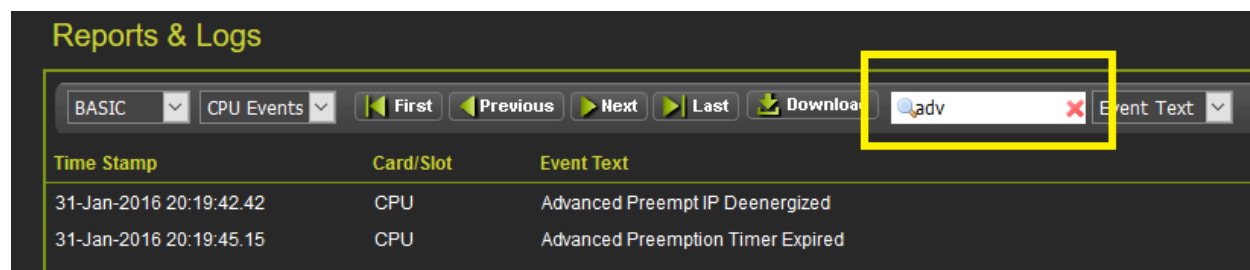 Reports & Logs
BASIC CPU Events First Previous Next Last Download adv Event Text
Time Stamp Card/Slot Event Text
31-Jan-2016 20:19:42.42 CPU Advanced Preempt IP Deenergized
31-Jan-2016 20:19:45.15 CPU Advanced Preemption Timer Expired